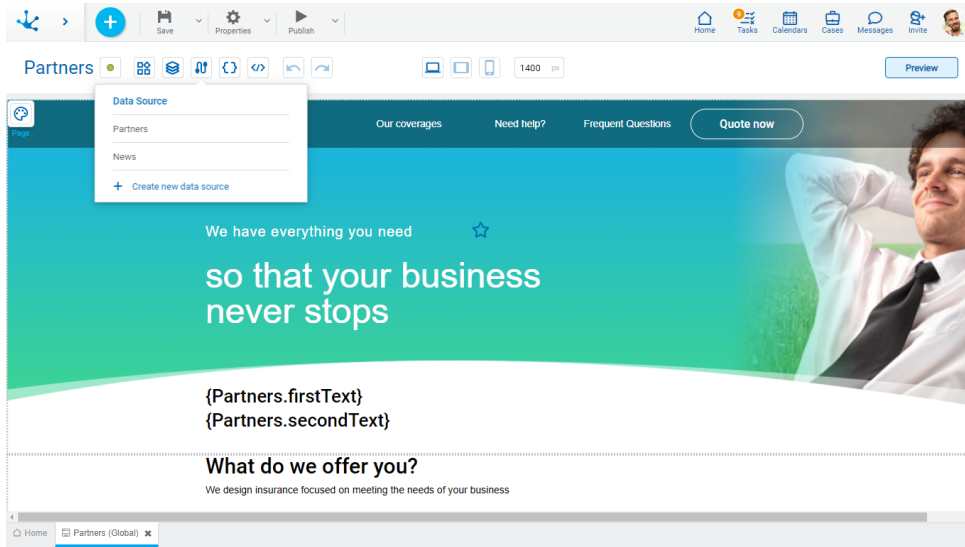 Save
Properties
Publish
Home
9
Tasks
Calendars
Cases
Messages
Invite
Partners
1400 px
Preview
Data Source
Partners
News
+ Create new data source
Page
Our coverages
Need help?
Frequent Questions
Quote now
We have everything you need
so that your business
never stops
{Partners.firstText}
{Partners.secondText}
What do we offer you?
We design insurance focused on meeting the needs of your business
Home
Partners (Global)